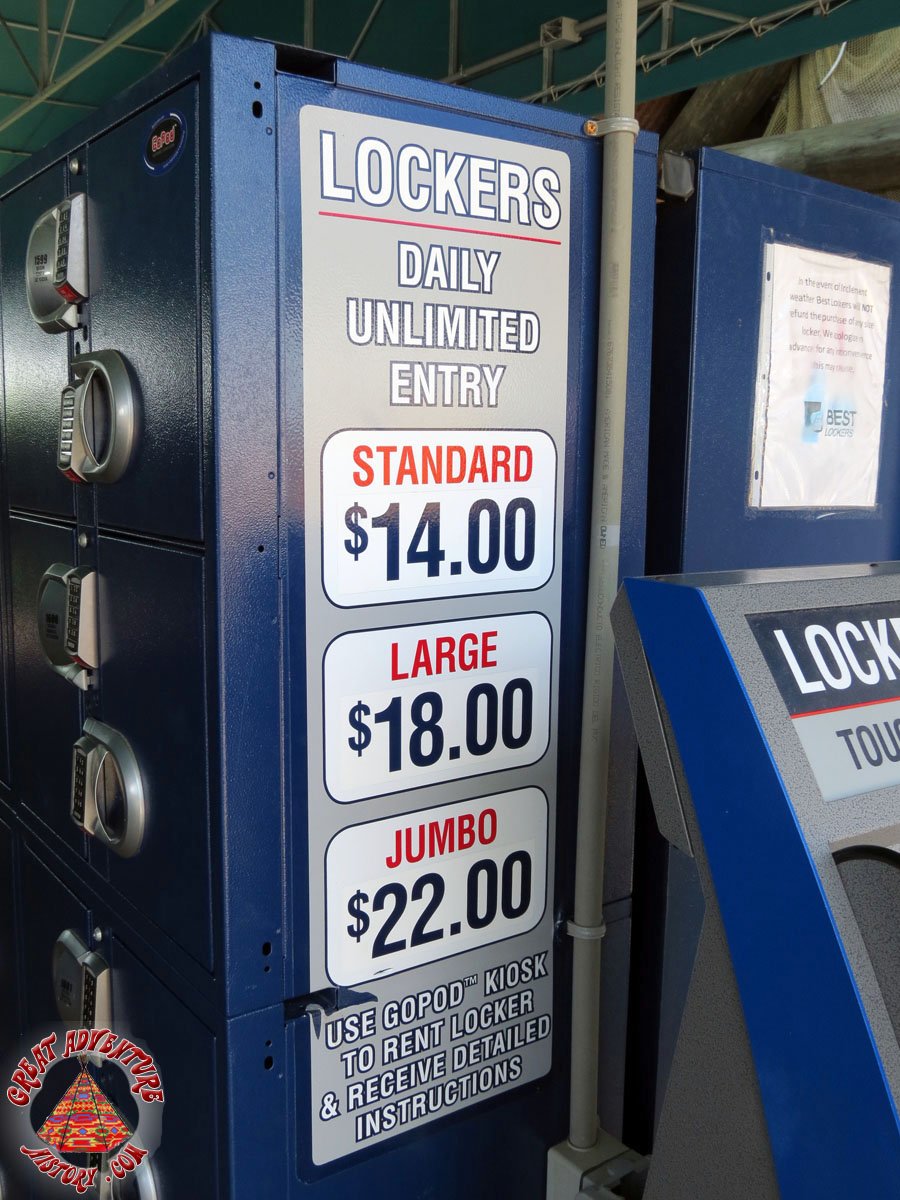 GoPod
1599
LOCKERS
DAILY
UNLIMITED
ENTRY
STANDARD
$14.00
LARGE
$18.00
JUMBO
$22.00
USE GOPOD™ KIOSK
TO RENT LOCKER
& RECEIVE DETAILED
INSTRUCTIONS
In the event of inclement
weather Best Lockers will NOT
refund the purchase of any size
locker. We apologize in
advance for any inconvenience
this may cause.
BEST
LOCKERS
LOCK
TOU
GREAT ADVENTURE
HISTORY.COM